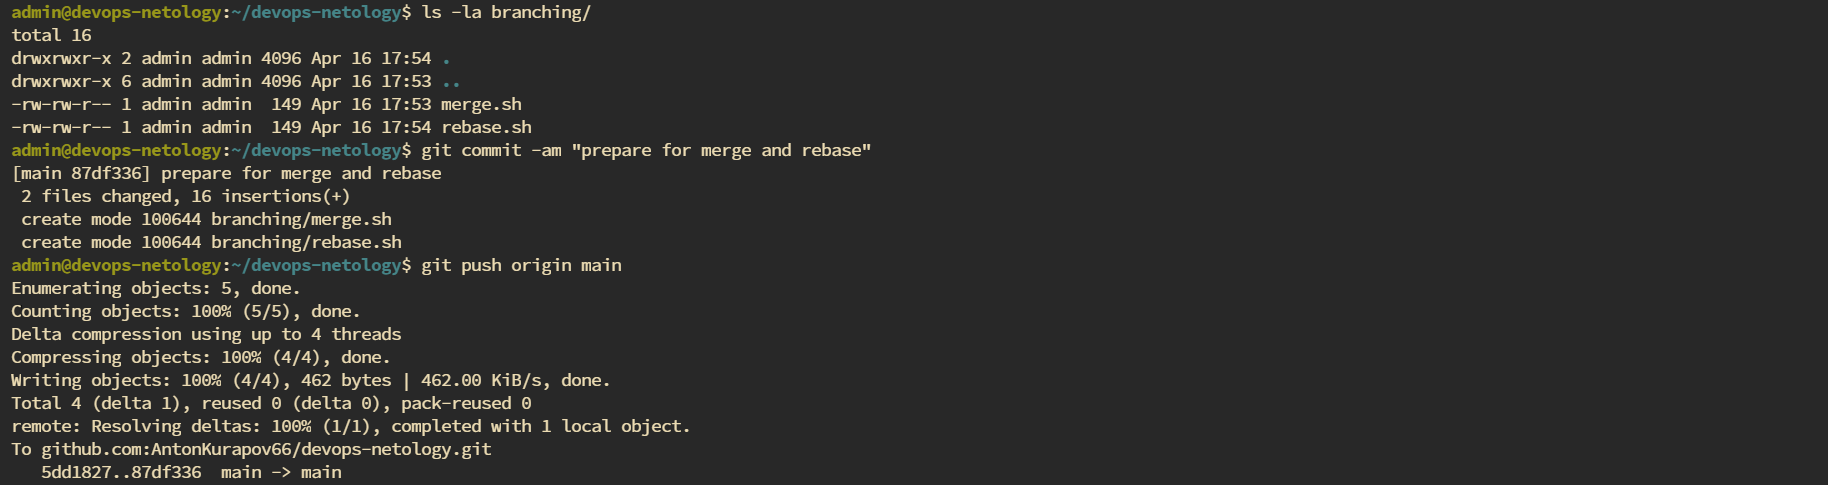 admin@devops-netology:~/devops-netology$ ls -la branching/
total 16
drwxrwxr-x 2 admin admin 4096 Apr 16 17:54 .
drwxrwxr-x 6 admin admin 4096 Apr 16 17:53 ..
-rw-rw-r-- 1 admin admin  149 Apr 16 17:53 merge.sh
-rw-rw-r-- 1 admin admin  149 Apr 16 17:54 rebase.sh
admin@devops-netology:~/devops-netology$ git commit -am "prepare for merge and rebase"
[main 87df336] prepare for merge and rebase
 2 files changed, 16 insertions(+)
 create mode 100644 branching/merge.sh
 create mode 100644 branching/rebase.sh
admin@devops-netology:~/devops-netology$ git push origin main
Enumerating objects: 5, done.
Counting objects: 100% (5/5), done.
Delta compression using up to 4 threads
Compressing objects: 100% (4/4), done.
Writing objects: 100% (4/4), 462 bytes | 462.00 KiB/s, done.
Total 4 (delta 1), reused 0 (delta 0), pack-reused 0
remote: Resolving deltas: 100% (1/1), completed with 1 local object.
To github.com:AntonKurapov66/devops-netology.git
   5dd1827..87df336  main -> main